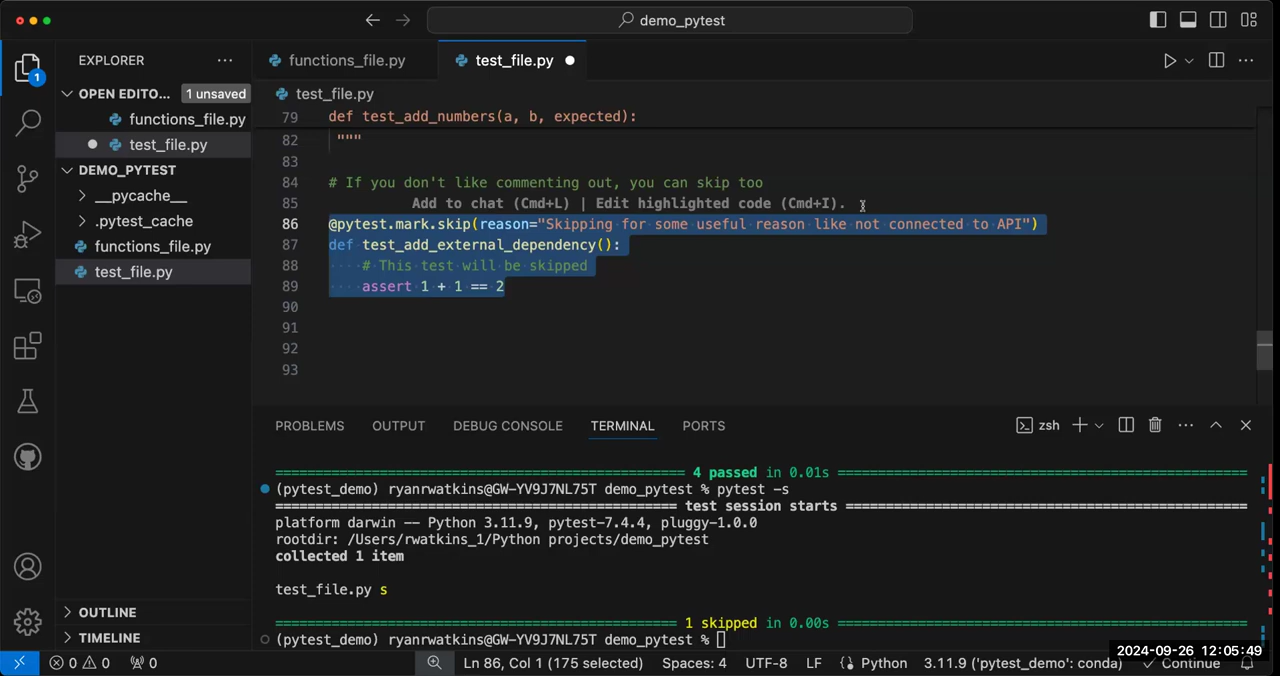 demo_pytest
1
EXPLORER
functions_file.py
test_file.py
OPEN EDITO... 1 unsaved
functions_file.py
test_file.py
DEMO_PYTEST
__pycache__
.pytest_cache
functions_file.py
test_file.py
OUTLINE
TIMELINE
test_file.py
79 def test_add_numbers(a, b, expected):
82 """
83
84 # If you don't like commenting out, you can skip too
85 Add to chat (Cmd+L) | Edit highlighted code (Cmd+I).
86 @pytest.mark.skip(reason="Skipping for some useful reason like not connected to API")
87 def test_add_external_dependency():
88 # This test will be skipped
89 assert 1 + 1 == 2
90
91
92
93
PROBLEMS OUTPUT DEBUG CONSOLE TERMINAL PORTS zsh
============================ 4 passed in 0.01s ============================
(pytest_demo) ryanrwatkins@GW-YV9J7NL75T demo_pytest % pytest -s
============================ test session starts ============================
platform darwin -- Python 3.11.9, pytest-7.4.4, pluggy-1.0.0
rootdir: /Users/rwatkins_1/Python projects/demo_pytest
collected 1 item
test_file.py s
============================ 1 skipped in 0.00s ============================
(pytest_demo) ryanrwatkins@GW-YV9J7NL75T demo_pytest %
0 0 0 Ln 86, Col 1 (175 selected) Spaces: 4 UTF-8 LF Python 3.11.9 ('pytest_demo': conda) Continue
2024-09-26 12:05:49